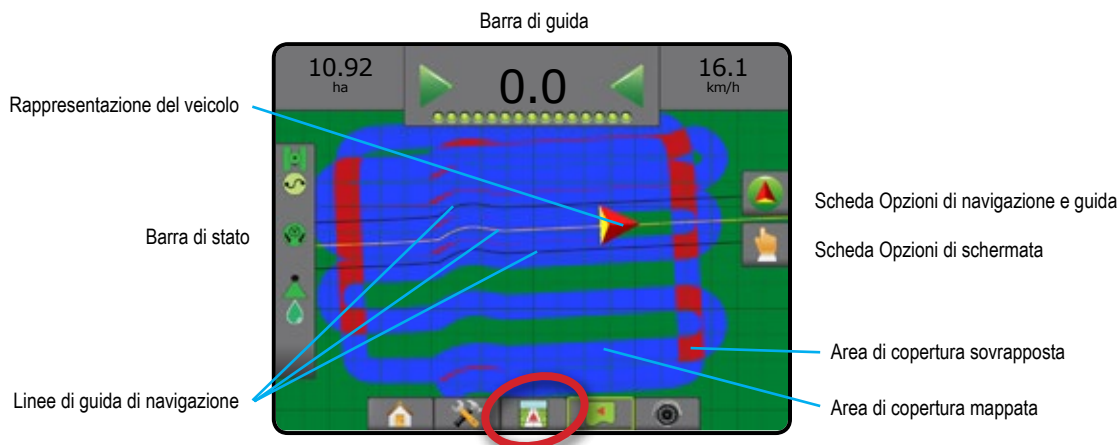 Barra di guida
10.92
ha
0.0
16.1
km/h
Rappresentazione del veicolo
Scheda Opzioni di navigazione e guida
Barra di stato
Scheda Opzioni di schermata
Area di copertura sovrapposta
Linee di guida di navigazione
Area di copertura mappata